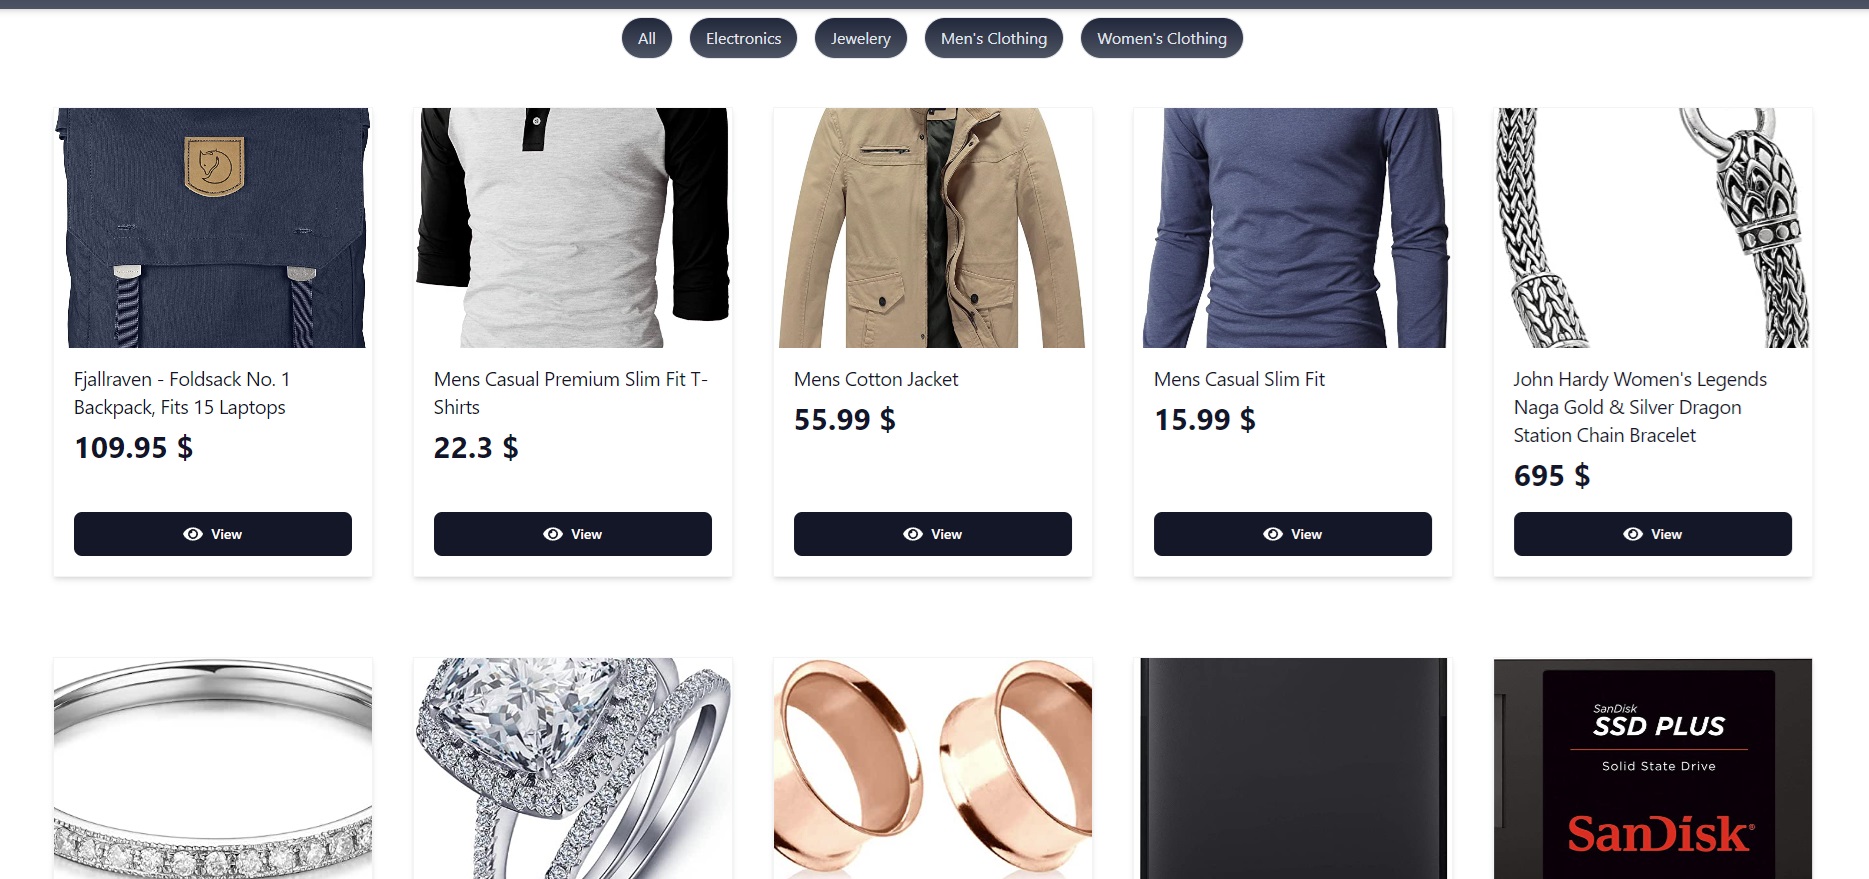 All
Electronics
Jewelery
Men's Clothing
Women's Clothing
Fjallraven - Foldsack No. 1
Backpack, Fits 15 Laptops
109.95 $
View
Mens Casual Premium Slim Fit T-
Shirts
22.3 $
View
Mens Cotton Jacket
55.99 $
View
Mens Casual Slim Fit
15.99 $
View
John Hardy Women's Legends
Naga Gold & Silver Dragon
Station Chain Bracelet
695 $
View
SanDisk
SSD PLUS
Solid State Drive
SanDisk®